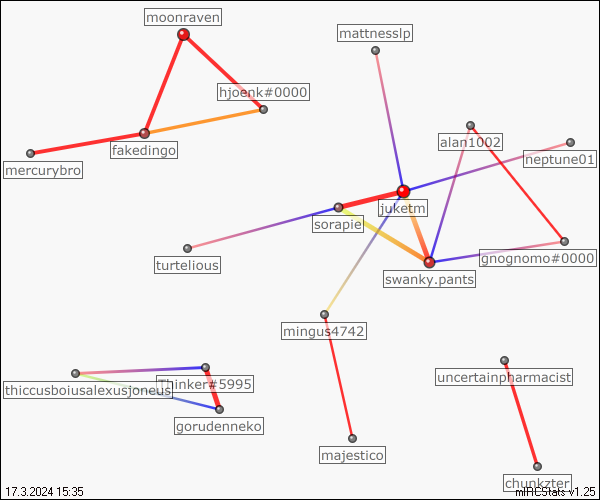 moonraven
mattnesslp
hjoenk#0000
alan1002
fakedingo
neptune01
mercurybro
juketm
sorapie
turtelious
gnognomo#0000
swanky.pants
mingus4742
uncertainpharmacist
Thinker#5995
thiccusboiusalexusjoneus
gorudenneko
majestico
chunkzter
17.3.2024 15:35
mIRCStats v1.25